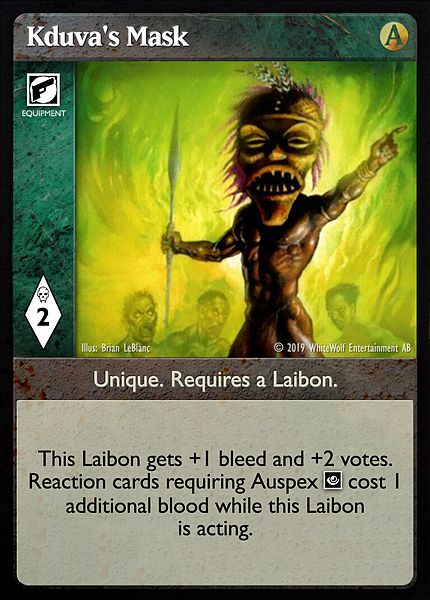 Kduva's Mask
A
EQUIPMENT
2
Illus: Brian LeBlanc
© 2019 WhiteWolf Entertainment AB
Unique. Requires a Laibon.
This Laibon gets +1 bleed and +2 votes.
Reaction cards requiring Auspex cost 1
additional blood while this Laibon
is acting.